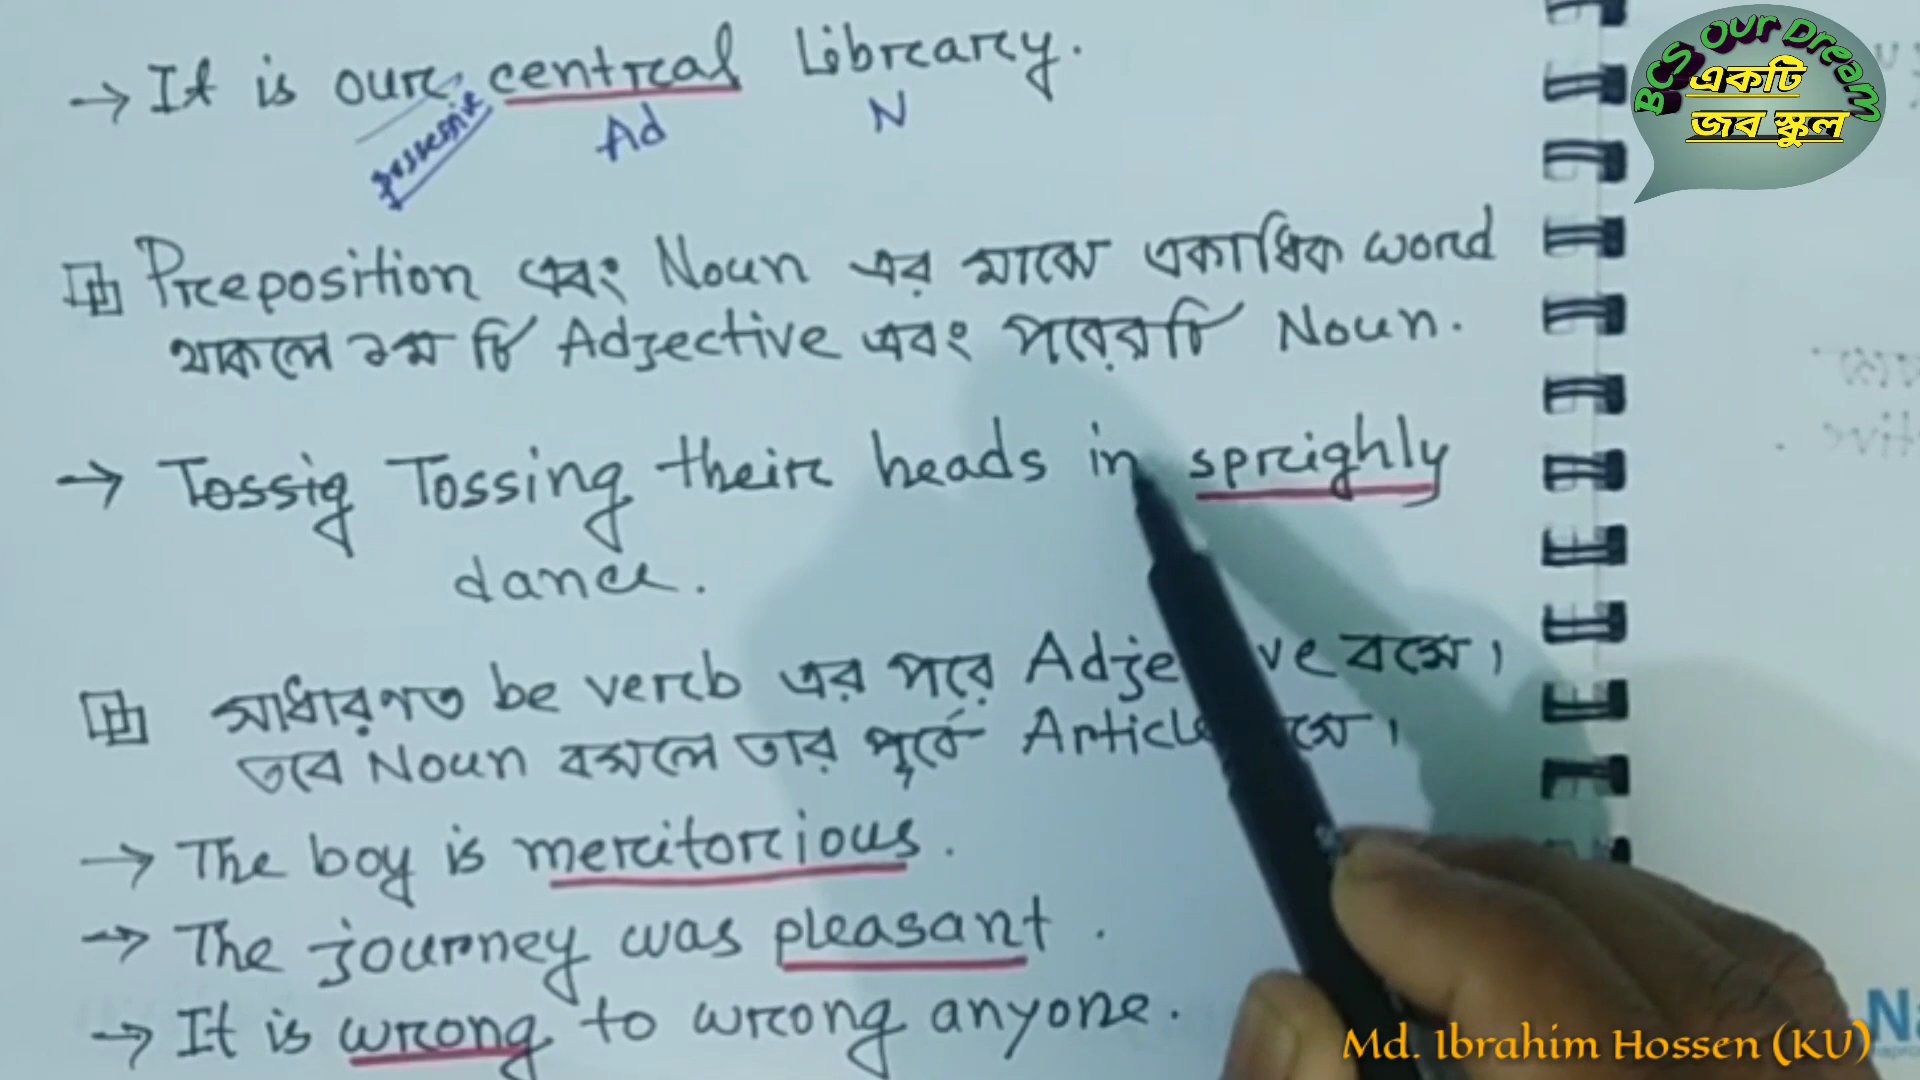 → It is our central Library.
possessive Ad N
Preposition এবং Noun এর মাঝে একাধিক word
থাকলে ১ম টি Adjective এবং পরেরটি Noun.
→ Tossig Tossing their heads in sprighly
dance.
সাধারণত be verb এর পরে Adje ve বসে।
তবে Noun বসলে তার পূর্বে Article সে।
→ The boy is meritorious.
→ The journey was pleasant.
→ It is wrong to wrong anyone.
BCS Our Dream
একটি
জব স্কুল
Md. Ibrahim Hossen (KU)